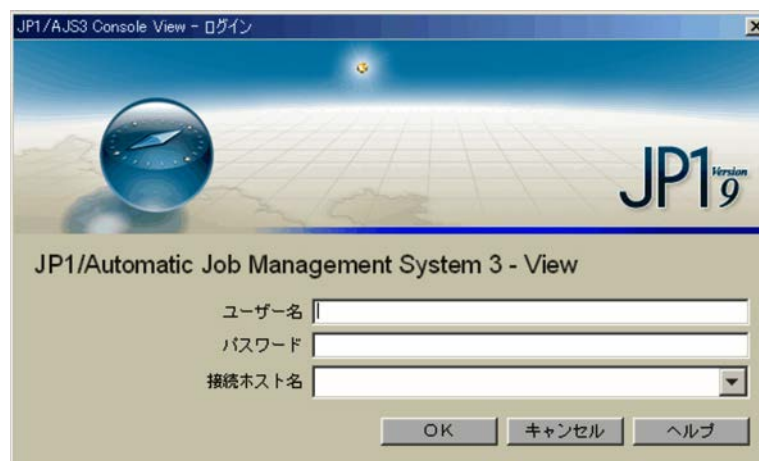 JP1/AJS3 Console View - ログイン
JP1 Version 9
JP1/Automatic Job Management System 3 - View
ユーザー名
パスワード
接続ホスト名
OK キャンセル ヘルプ